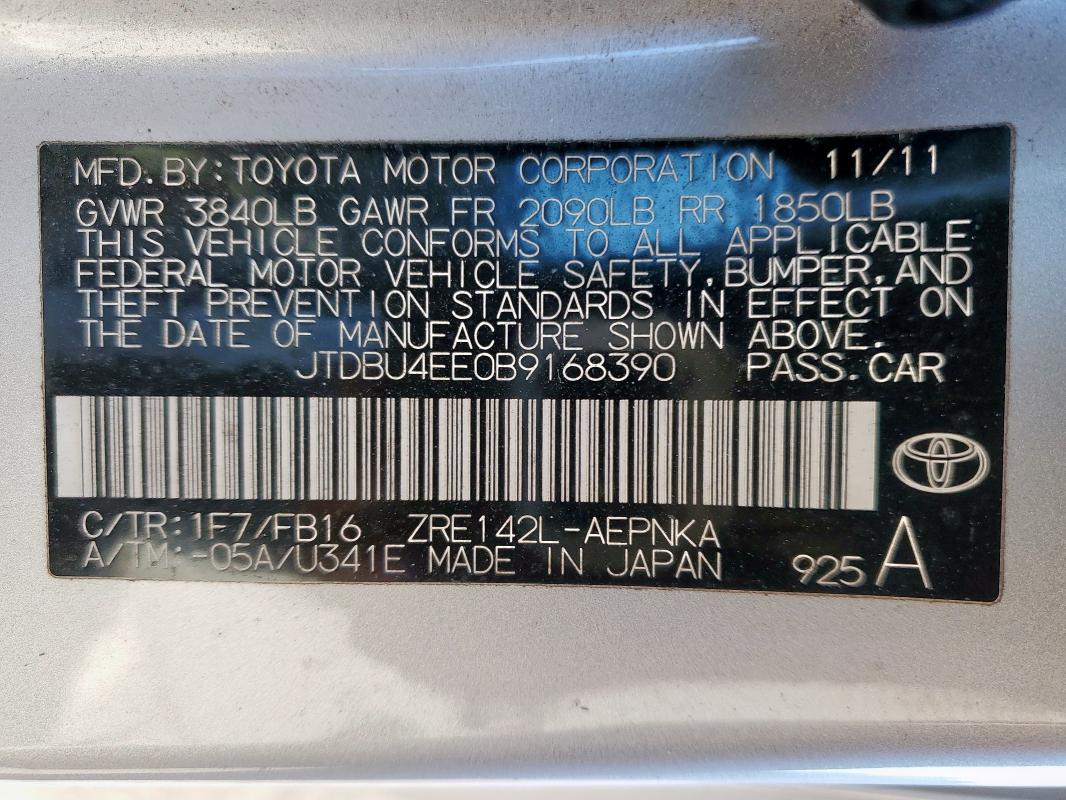 MFD. BY: TOYOTA MOTOR CORPORATION 11/11
GVWR 3840LB GAWR FR 2090LB RR 1850LB
THIS VEHICLE CONFORMS TO ALL APPLICABLE
FEDERAL MOTOR VEHICLE SAFETY, BUMPER, AND
THEFT PREVENTION STANDARDS IN EFFECT ON
THE DATE OF MANUFACTURE SHOWN ABOVE.
JTDBU4EE0B9168390 PASS. CAR
C/TR: 1F7/FB16 ZRE142L-AEPNKA
A/TM: -05A/U341E MADE IN JAPAN 925 A